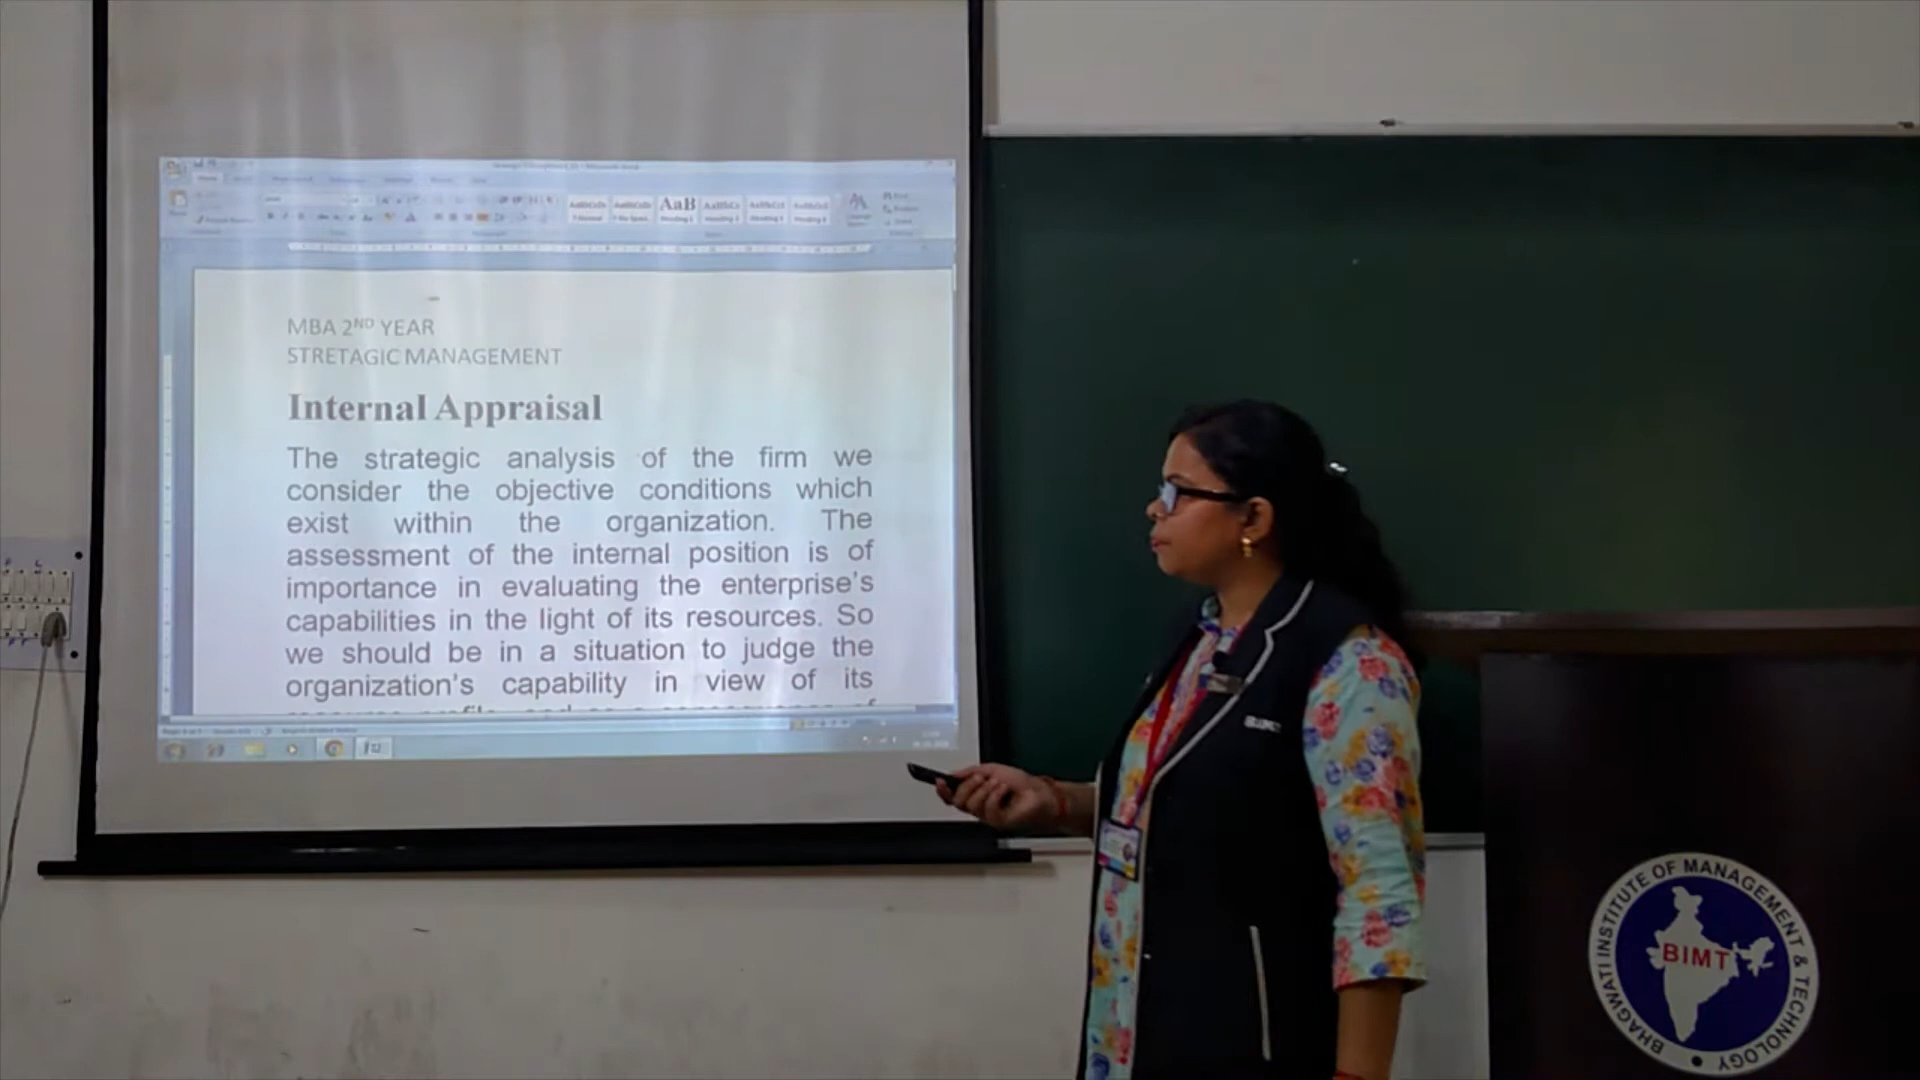 AaB
MBA 2ND YEAR
STRETAGIC MANAGEMENT
Internal Appraisal
The strategic analysis of the firm we
consider the objective conditions which
exist within the organization. The
assessment of the internal position is of
importance in evaluating the enterprise's
capabilities in the light of its resources. So
we should be in a situation to judge the
organization's capability in view of its
BHAGWATI INSTITUTE OF MANAGEMENT & TECHNOLOGY
BIMT